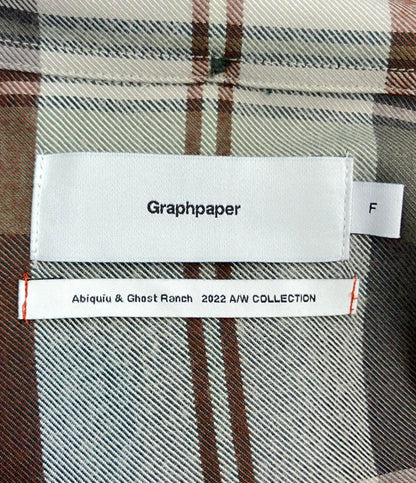 Graphpaper
F
Abiquiu & Ghost Ranch 2022 A/W COLLECTION